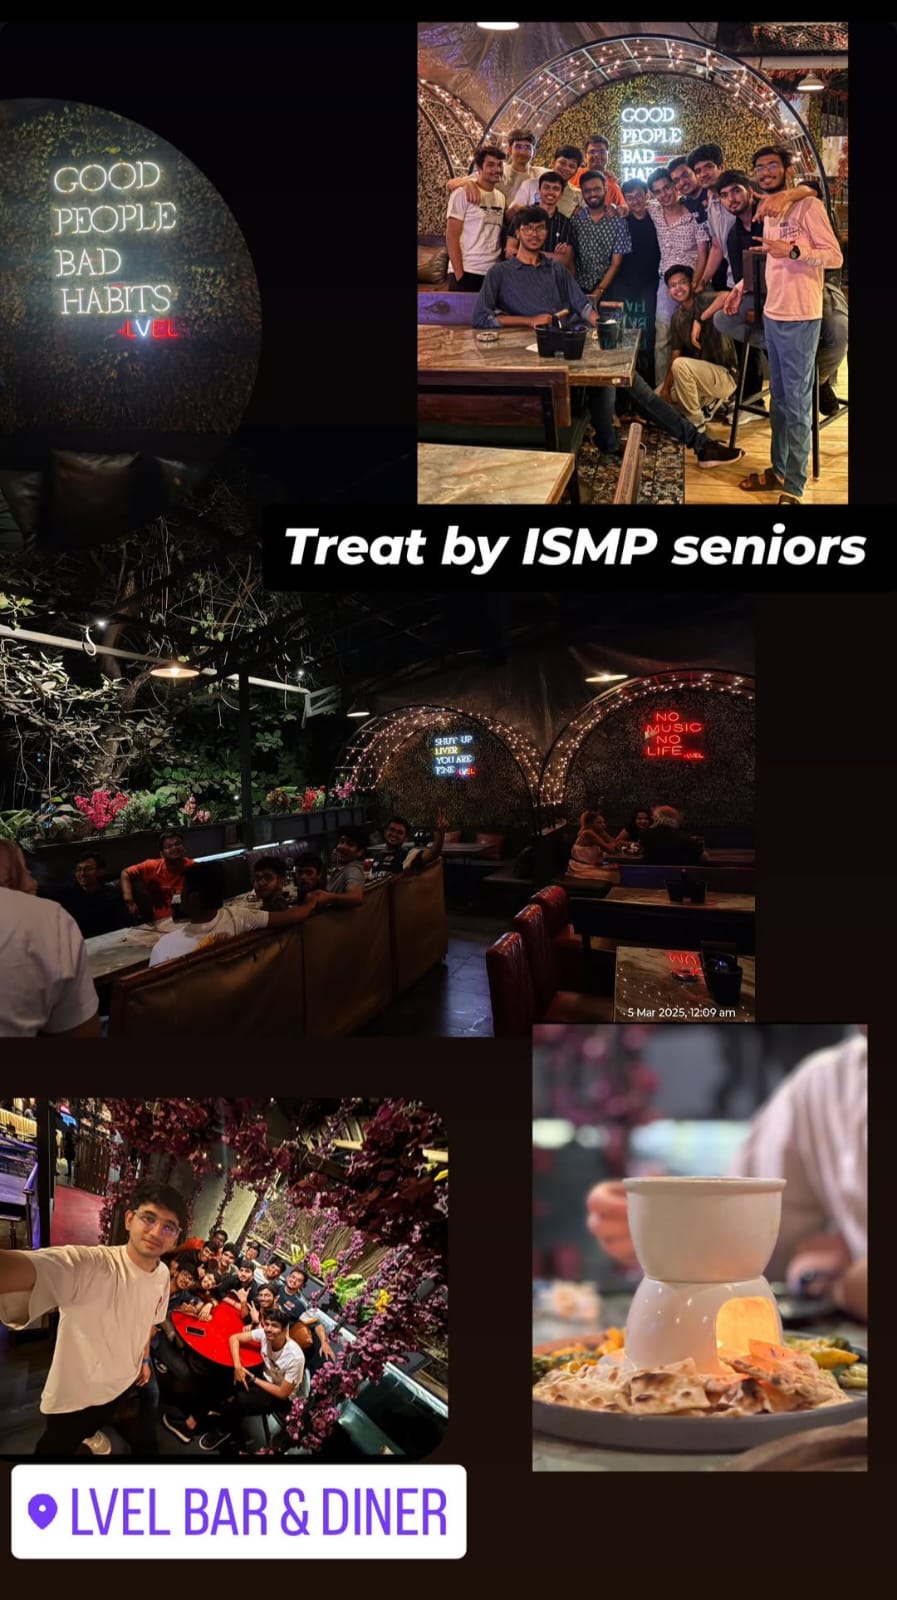 GOOD
PEOPLE
BAD
HABITS
LVEL
GOOD
PEOPLE
BAD
HABITS
Treat by ISMP seniors
SHUT UP
LIVER
YOU ARE
FINE LVEL
NO
MUSIC
NO
LIFE LVEL
5 Mar 2025, 12:09 am
LVEL BAR & DINER